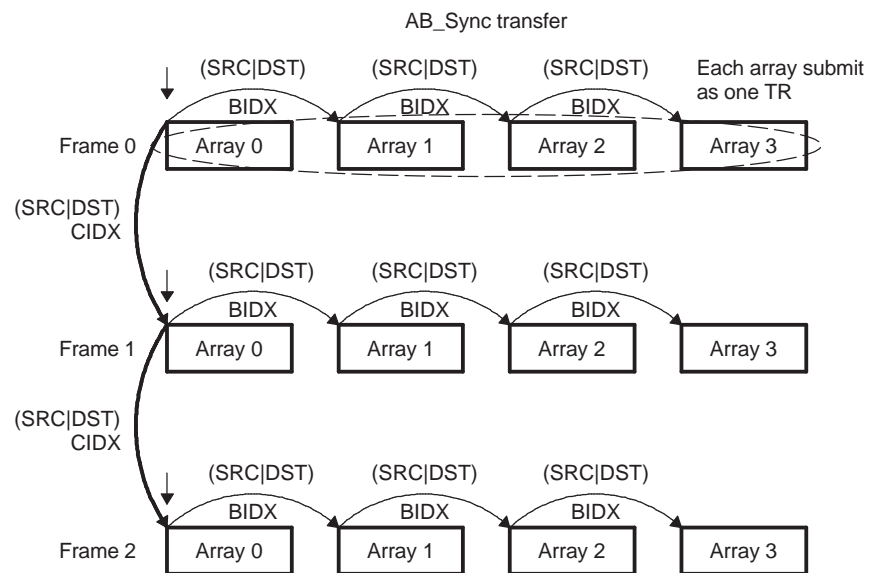 AB_Sync transfer
(SRC|DST) (SRC|DST) (SRC|DST) Each array submit
as one TR
BIDX BIDX BIDX
Frame 0 Array 0 Array 1 Array 2 Array 3
(SRC|DST)
CIDX
(SRC|DST) (SRC|DST) (SRC|DST)
BIDX BIDX BIDX
Frame 1 Array 0 Array 1 Array 2 Array 3
(SRC|DST)
CIDX
(SRC|DST) (SRC|DST) (SRC|DST)
BIDX BIDX BIDX
Frame 2 Array 0 Array 1 Array 2 Array 3